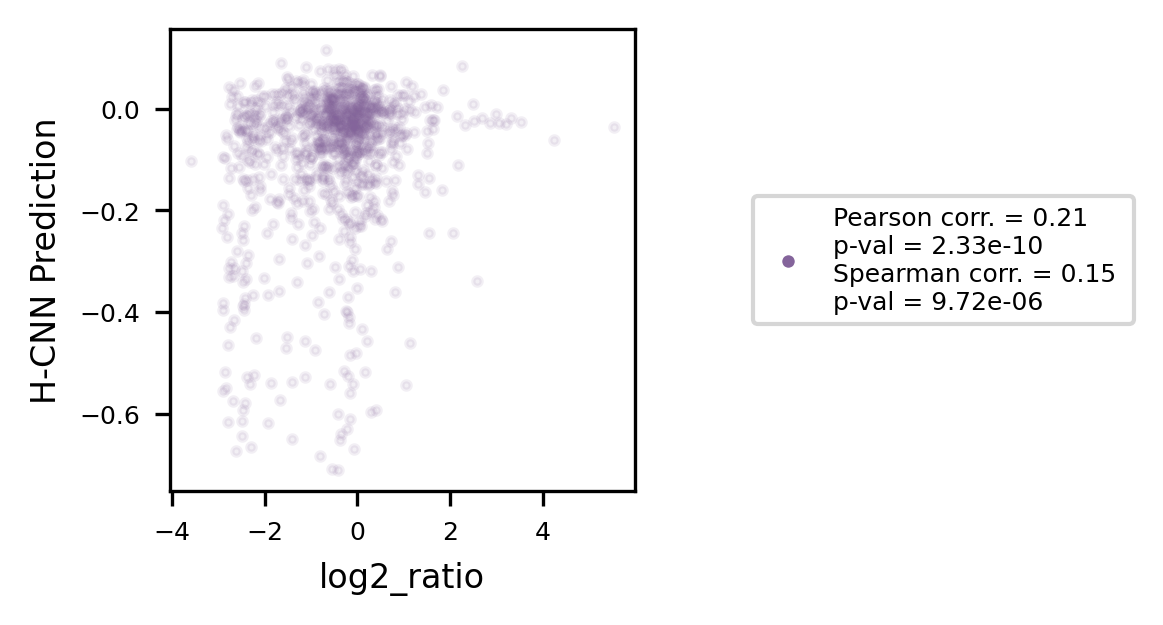 0.0
−0.2
−0.4
−0.6
H-CNN Prediction
−4
−2
0
2
4
log2_ratio
Pearson corr. = 0.21
p-val = 2.33e-10
Spearman corr. = 0.15
p-val = 9.72e-06